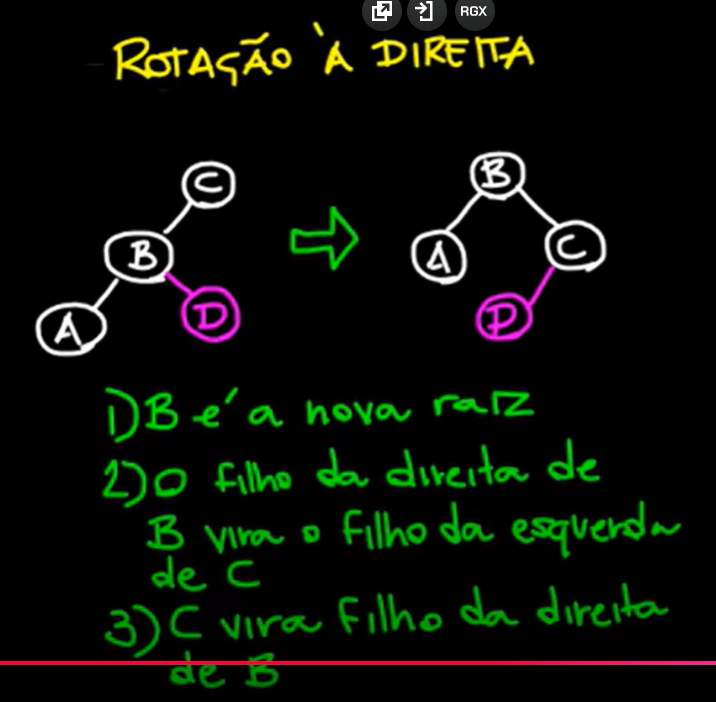 RGX
ROTAÇÃO À DIREITA
C
B
A
D
B
A
C
D
1) B é a nova raiz
2) O filho da direita de
B vira o filho da esquerda
de C
3) C vira filho da direita
de B